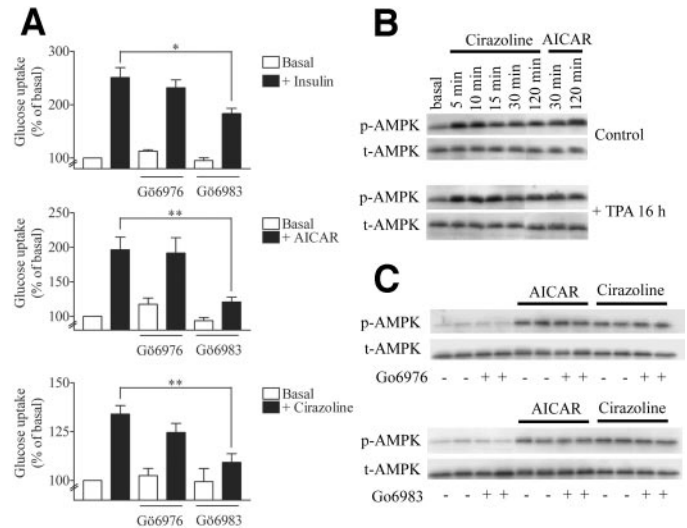 A
Glucose uptake
(% of basal)
300
200
100
*
Basal
+ Insulin
Gö6976 Gö6983
Glucose uptake
(% of basal)
250
200
150
100
**
Basal
+ AICAR
Gö6976 Gö6983
Glucose uptake
(% of basal)
150
125
100
**
Basal
+ Cirazoline
Gö6976 Gö6983
B
Cirazoline AICAR
basal 5 min 10 min 15 min 30 min 120 min 30 min 120 min
p-AMPK
t-AMPK
Control
p-AMPK
t-AMPK
+ TPA 16 h
C
AICAR Cirazoline
p-AMPK
t-AMPK
Go6976 - - + + - - + + - - + +
AICAR Cirazoline
p-AMPK
t-AMPK
Go6983 - - + + - - + + - - + +